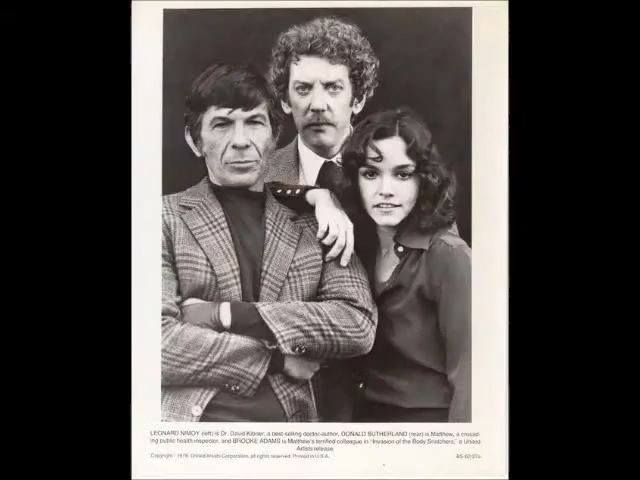 LEONARD NIMOY (left) is Dr. David Kibner, a best-selling doctor-author, DONALD SUTHERLAND (rear) is Matthew, a crusad-
ing public health inspector, and BROOKE ADAMS is Matthew's terrified colleague in "Invasion of the Body Snatchers," a United
Artists release.
Copyright 1978, United Artists Corporation, all rights reserved. Printed in U.S.A.